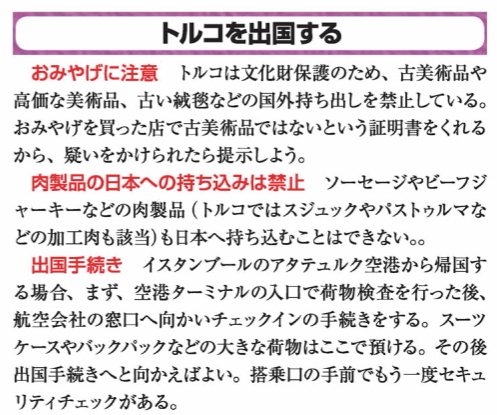 トルコを出国する
おみやげに注意　トルコは文化財保護のため、古美術品や
高価な美術品、古い絨毯などの国外持ち出しを禁止している。
おみやげを買った店で古美術品ではないという証明書をくれる
から、疑いをかけられたら提示しよう。
肉製品の日本への持ち込みは禁止　ソーセージやビーフジ
ャーキーなどの肉製品（トルコではスジュックやパストゥルマな
どの加工肉も該当）も日本へ持ち込むことはできない。。
出国手続き　イスタンブールのアタテュルク空港から帰国す
る場合、まず、空港ターミナルの入口で荷物検査を行った後、
航空会社の窓口へ向かいチェックインの手続きをする。スーツ
ケースやバックパックなどの大きな荷物はここで預ける。その後
出国手続きへと向かえばよい。搭乗口の手前でもう一度セキュ
リティチェックがある。